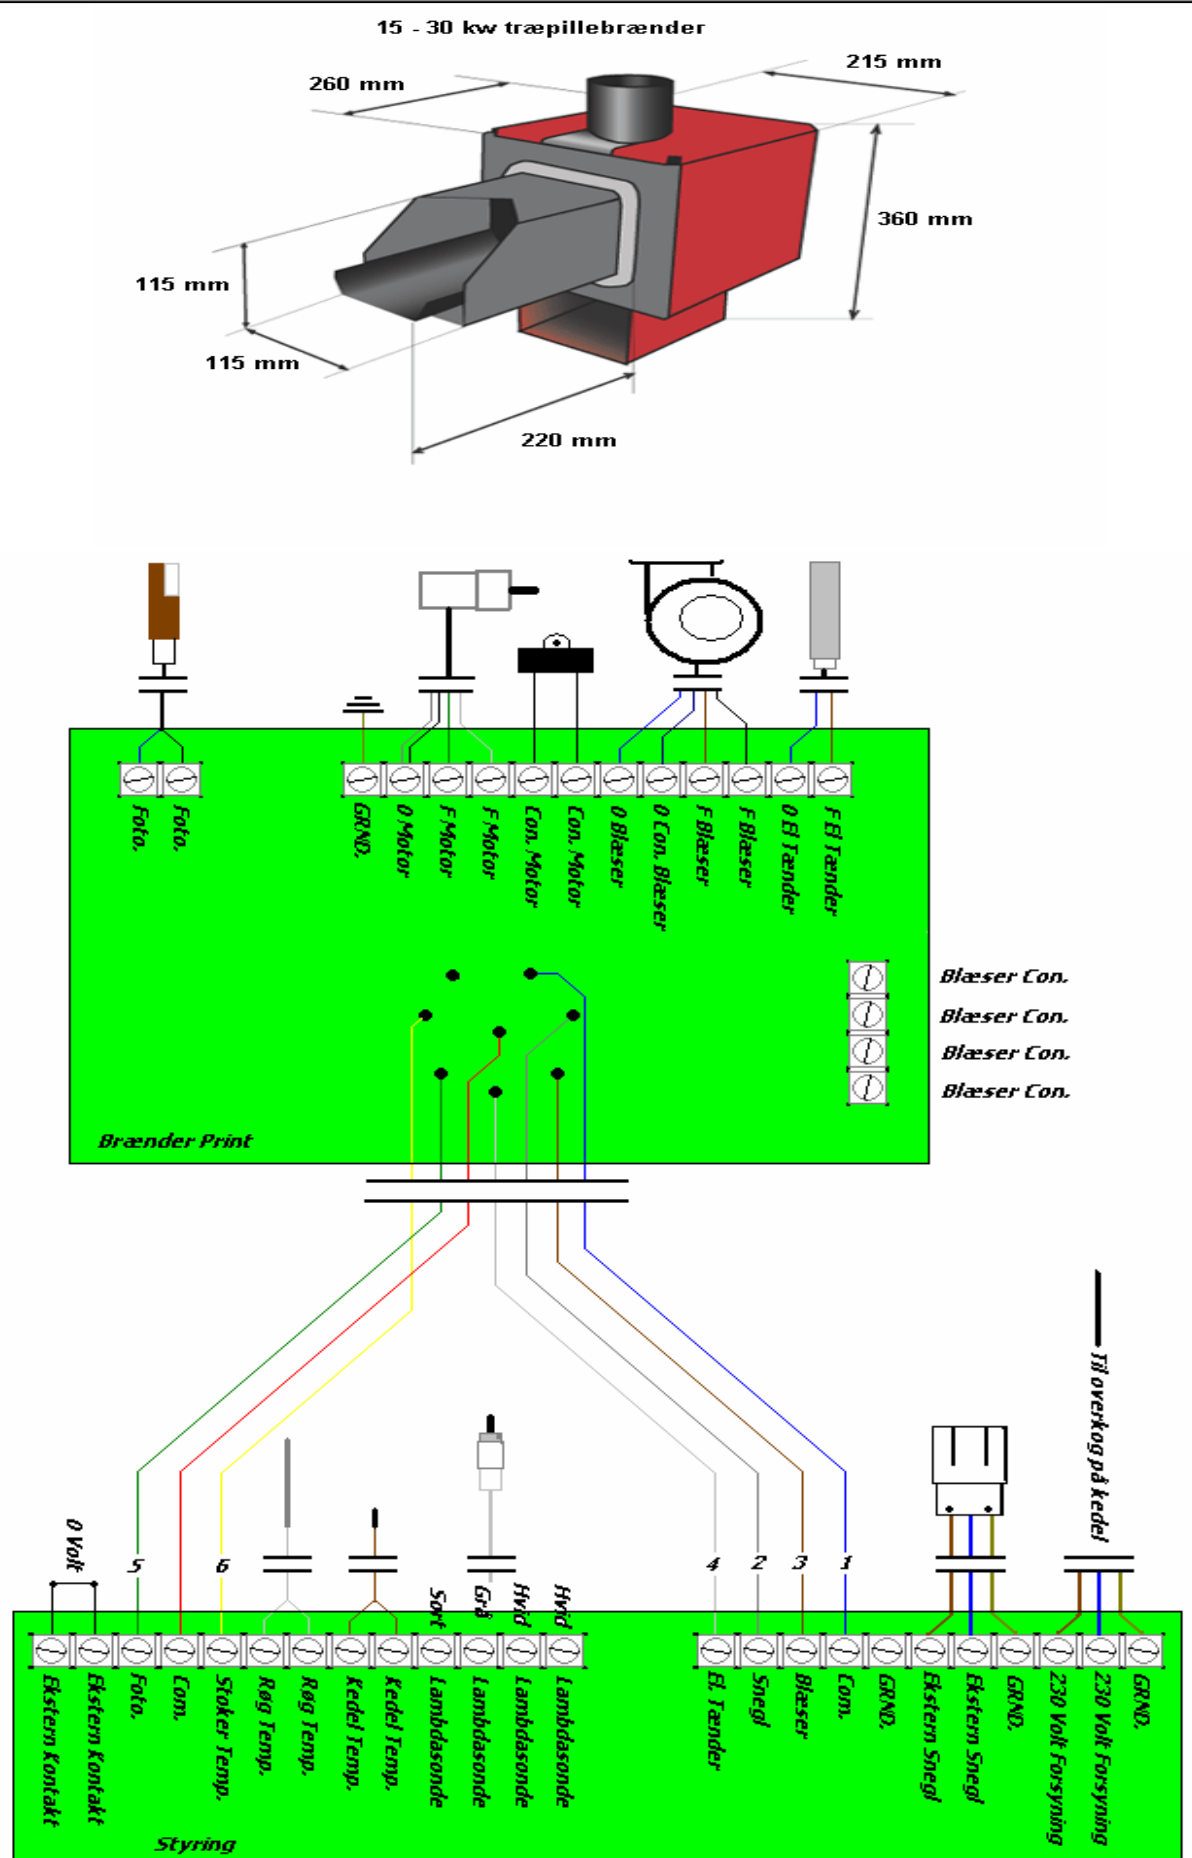 15 - 30 kw træpillebrænder
260 mm
215 mm
360 mm
115 mm
115 mm
220 mm
Foto.
Foto.
GRND.
0 Motor
F Motor
F Motor
Con. Motor
Con. Motor
0 Blæser
0 Con. Blæser
F Blæser
F Blæser
0 El Tænder
F El Tænder
Blæser Con.
Blæser Con.
Blæser Con.
Blæser Con.
Brænder Print
Til overkog på kedel
0 Volt
5
6
Sort
Grå
Hvid
Hvid
4
2
3
1
Ekstern Kontakt
Ekstern Kontakt
Foto.
Com.
Stoker Temp.
Røg Temp.
Røg Temp.
Kedel Temp.
Kedel Temp.
Lambdasonde
Lambdasonde
Lambdasonde
Lambdasonde
El. Tænder
Snegl
Blæser
Com.
GRND.
Ekstern Snegl
Ekstern Snegl
GRND.
230 Volt Forsyning
230 Volt Forsyning
GRND.
Styring